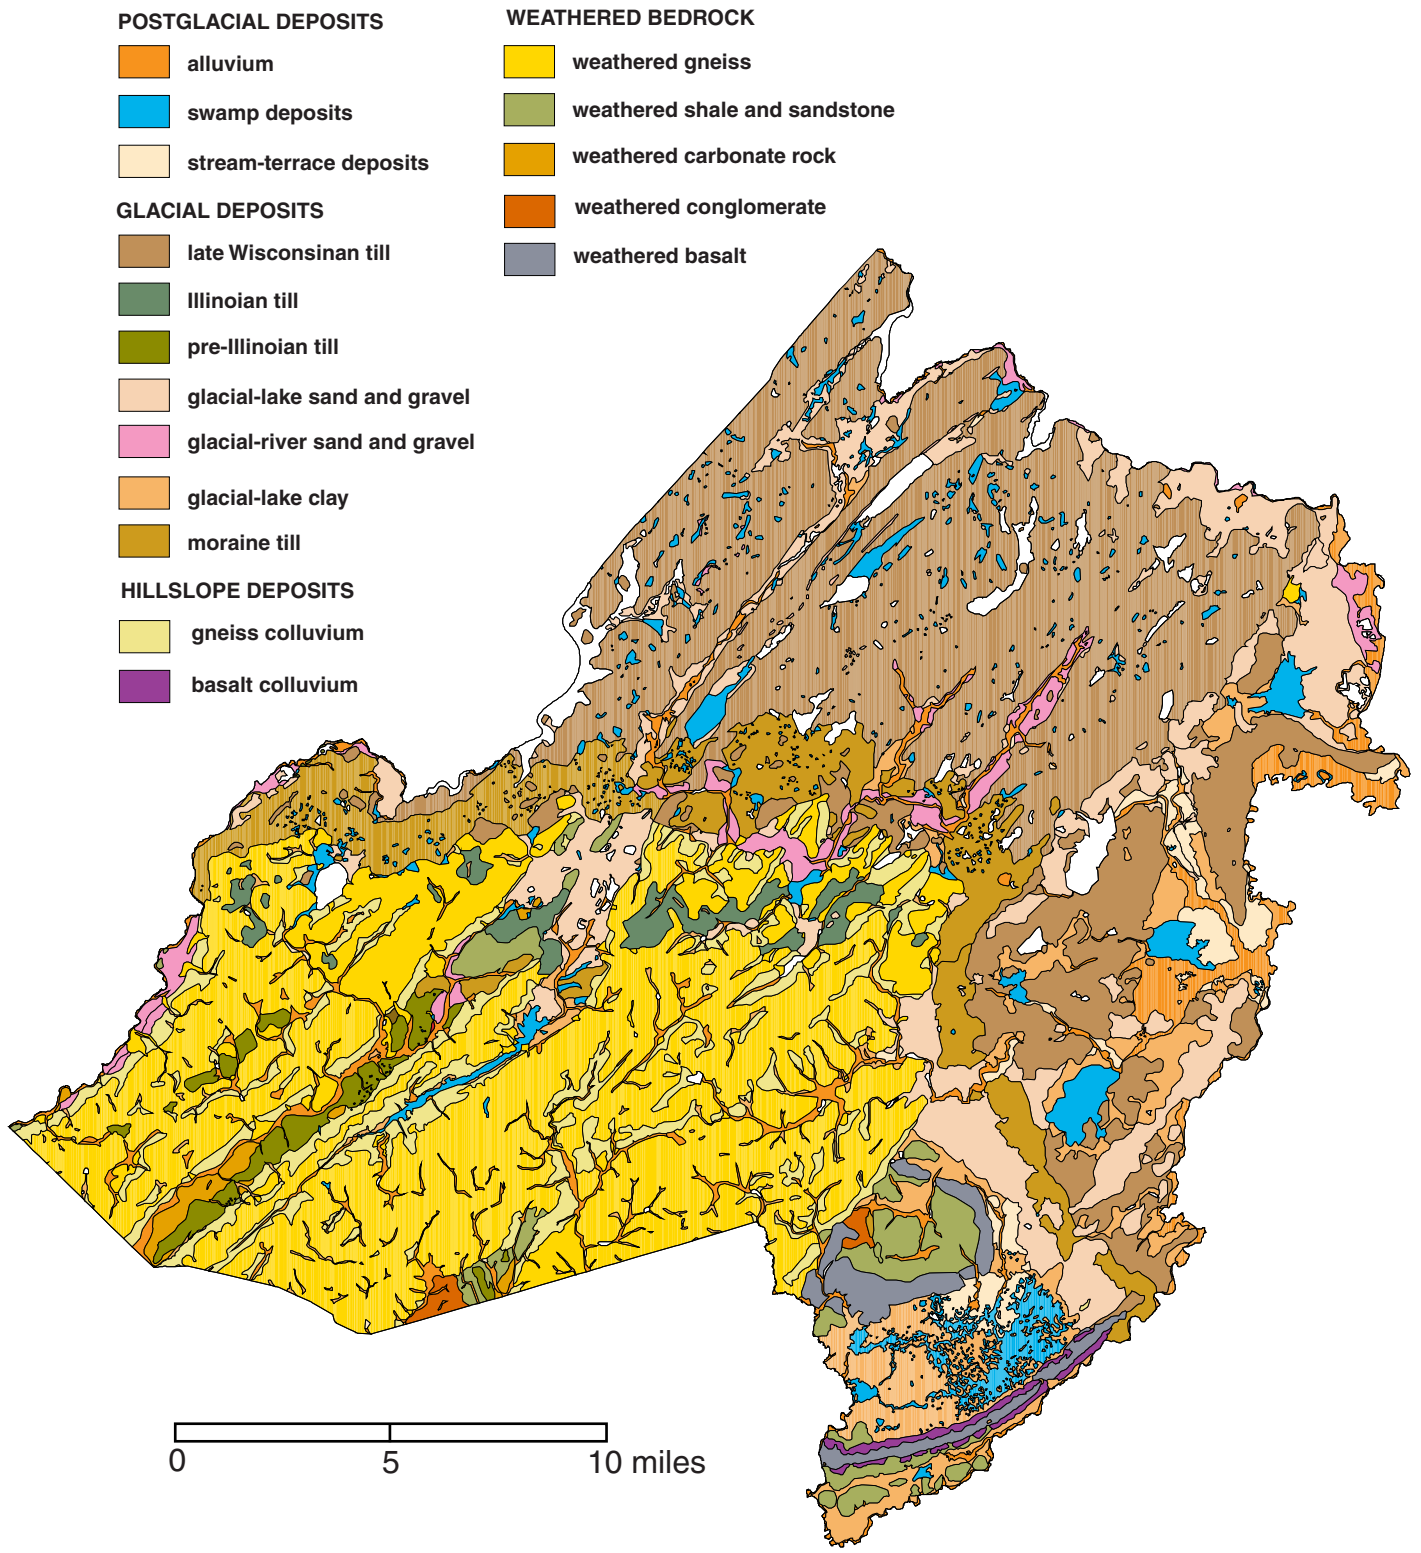 POSTGLACIAL DEPOSITS
alluvium
swamp deposits
stream-terrace deposits
GLACIAL DEPOSITS
late Wisconsinan till
Illinoian till
pre-Illinoian till
glacial-lake sand and gravel
glacial-river sand and gravel
glacial-lake clay
moraine till
HILLSLOPE DEPOSITS
gneiss colluvium
basalt colluvium
WEATHERED BEDROCK
weathered gneiss
weathered shale and sandstone
weathered carbonate rock
weathered conglomerate
weathered basalt
0 5 10 miles